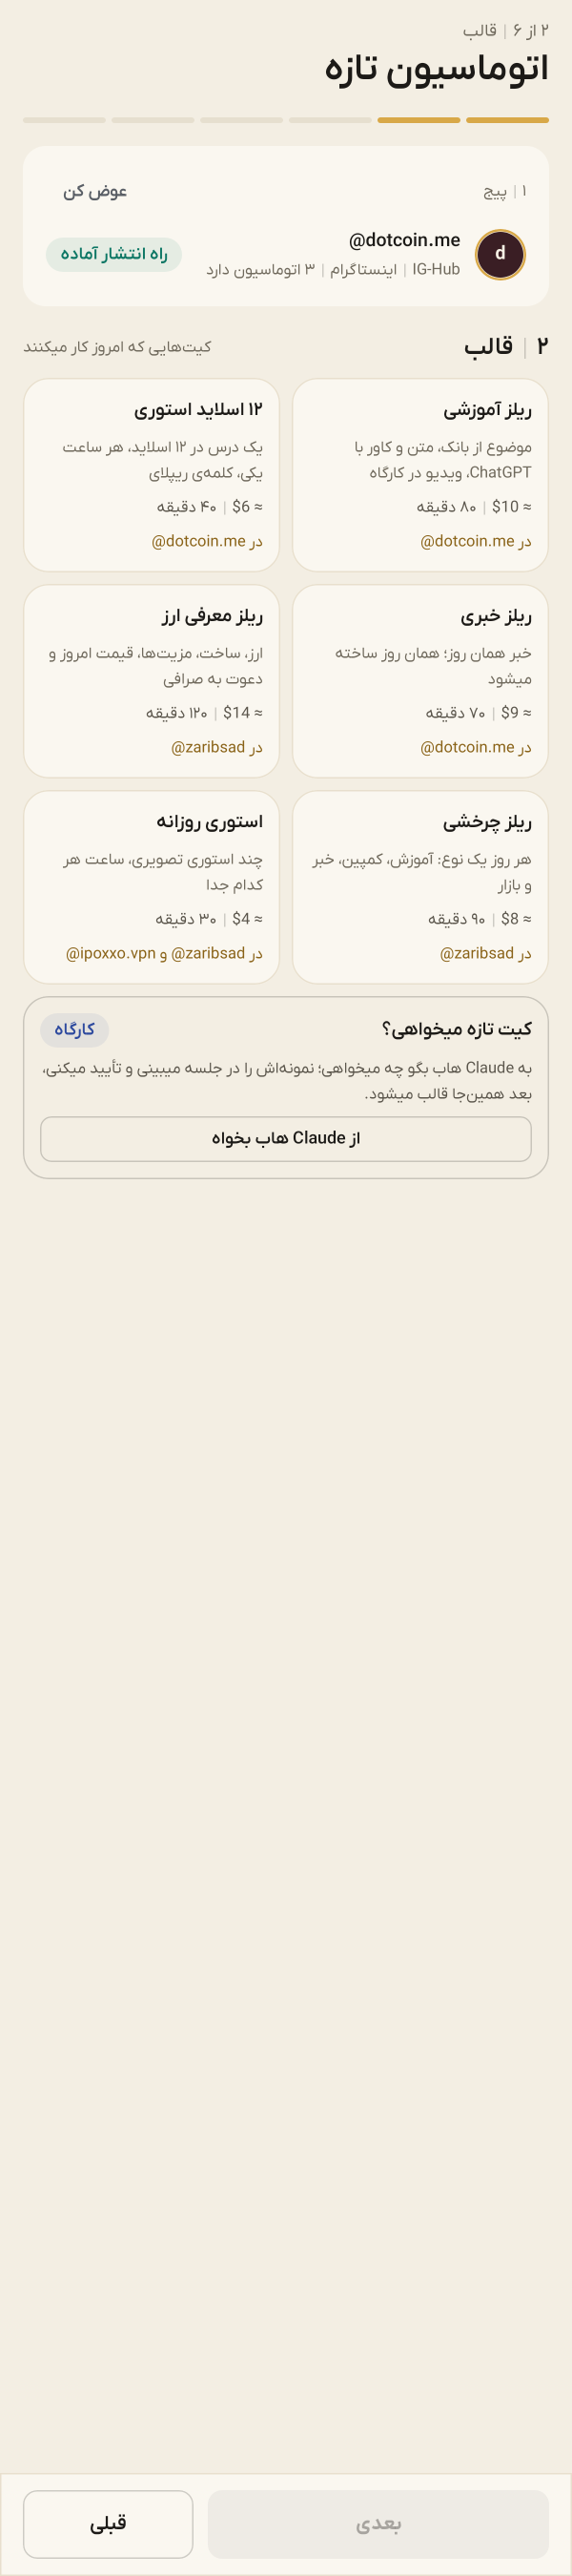 ۲ از ۶ | قالب
اتوماسیون تازه
۱ | پیج
عوض کن
d
@dotcoin.me
IG-Hub | اینستاگرام | ۳ اتوماسیون دارد
راه انتشار آماده
۲ | قالب
کیت‌هایی که امروز کار میکنند
ریلز آموزشی
موضوع از بانک، متن و کاور با
ChatGPT، ویدیو در کارگاه
≈ $10 | ۸۰ دقیقه
در @dotcoin.me
۱۲ اسلاید استوری
یک درس در ۱۲ اسلاید، هر ساعت
یکی، کلمه‌ی ریپلای
≈ $6 | ۴۰ دقیقه
در @dotcoin.me
ریلز خبری
خبر همان روز؛ همان روز ساخته
میشود
≈ $9 | ۷۰ دقیقه
در @dotcoin.me
ریلز معرفی ارز
ارز، ساخت، مزیت‌ها، قیمت امروز و
دعوت به صرافی
≈ $14 | ۱۲۰ دقیقه
در @zaribsad
ریلز چرخشی
هر روز یک نوع: آموزش، کمپین، خبر
و بازار
≈ $8 | ۹۰ دقیقه
در @zaribsad
استوری روزانه
چند استوری تصویری، ساعت هر
کدام جدا
≈ $4 | ۳۰ دقیقه
در @zaribsad و @ipoxxo.vpn
کیت تازه میخواهی؟
کارگاه
به Claude هاب بگو چه میخواهی؛ نمونه‌اش را در جلسه میبینی و تأیید میکنی،
بعد همین‌جا قالب میشود.
از Claude هاب بخواه
بعدی
قبلی